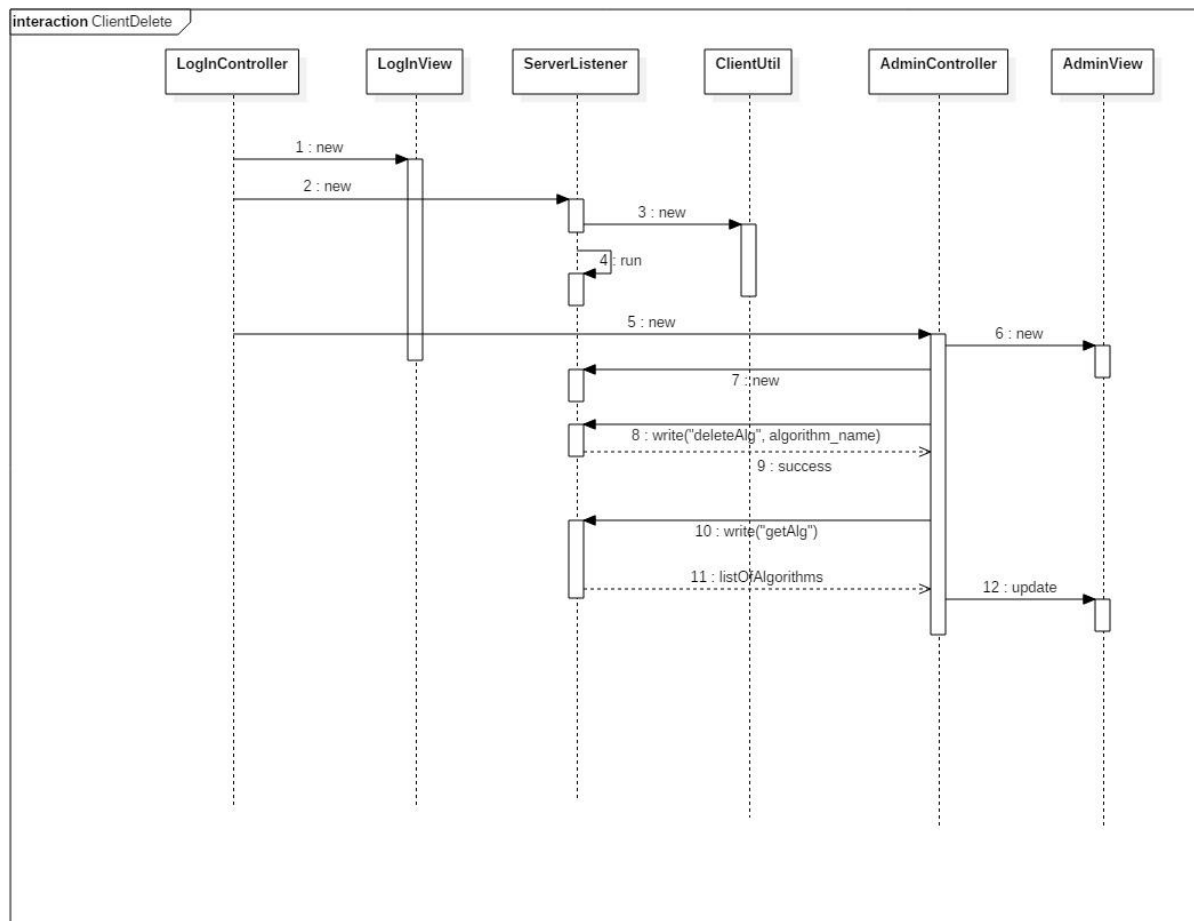 interaction ClientDelete
LogInController
LogInView
ServerListener
ClientUtil
AdminController
AdminView
1 : new
2 : new
3 : new
4 : run
5 : new
6 : new
7 : new
8 : write("deleteAlg", algorithm_name)
9 : success
10 : write("getAlg")
11 : listOfAlgorithms
12 : update